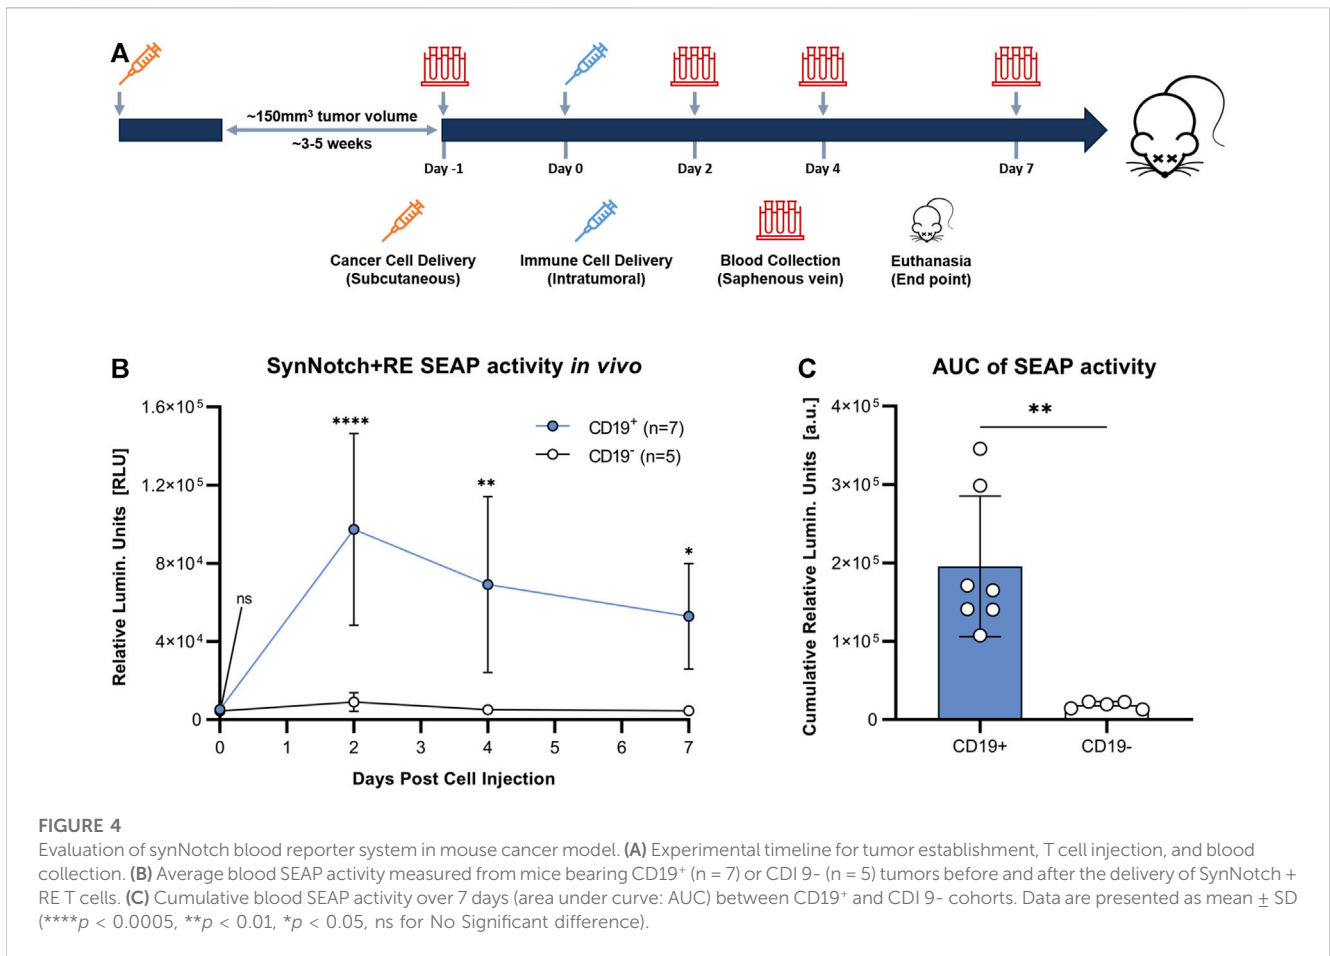 A
~150mm³ tumor volume
~3-5 weeks
Day -1
Day 0
Day 2
Day 4
Day 7
Cancer Cell Delivery
(Subcutaneous)
Immune Cell Delivery
(Intratumoral)
Blood Collection
(Saphenous vein)
Euthanasia
(End point)
B
SynNotch+RE SEAP activity in vivo
Relative Lumin. Units [RLU]
1.6×10⁵
1.2×10⁵
8×10⁴
4×10⁴
0
ns
****
**
*
CD19⁺ (n=7)
CD19⁻ (n=5)
0 1 2 3 4 5 6 7
Days Post Cell Injection
C
AUC of SEAP activity
Cumulative Relative Lumin. Units [a.u.]
4×10⁵
3×10⁵
2×10⁵
1×10⁵
0
**
CD19+
CD19-
FIGURE 4
Evaluation of synNotch blood reporter system in mouse cancer model. (A) Experimental timeline for tumor establishment, T cell injection, and blood
collection. (B) Average blood SEAP activity measured from mice bearing CD19⁺ (n = 7) or CDI 9- (n = 5) tumors before and after the delivery of SynNotch +
RE T cells. (C) Cumulative blood SEAP activity over 7 days (area under curve: AUC) between CD19⁺ and CDI 9- cohorts. Data are presented as mean ± SD
(****p < 0.0005, **p < 0.01, *p < 0.05, ns for No Significant difference).